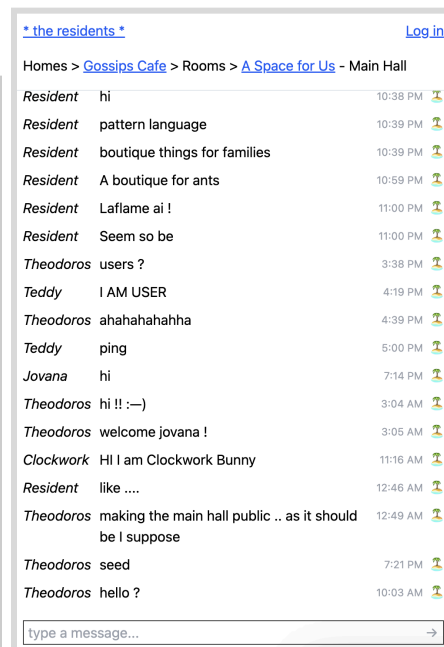 * the residents * Log in
Homes > Gossips Cafe > Rooms > A Space for Us - Main Hall
Resident hi 10:38 PM
Resident pattern language 10:39 PM
Resident boutique things for families 10:39 PM
Resident A boutique for ants 10:59 PM
Resident Laflame ai ! 11:00 PM
Resident Seem so be 11:00 PM
Theodoros users ? 3:38 PM
Teddy I AM USER 4:19 PM
Theodoros ahahahahahha 4:39 PM
Teddy ping 5:00 PM
Jovana hi 7:14 PM
Theodoros hi !! :—) 3:04 AM
Theodoros welcome jovana ! 3:05 AM
Clockwork HI I am Clockwork Bunny 11:16 AM
Resident like .... 12:46 AM
Theodoros making the main hall public .. as it should 12:49 AM
be I suppose
Theodoros seed 7:21 PM
Theodoros hello ? 10:03 AM
type a message... →